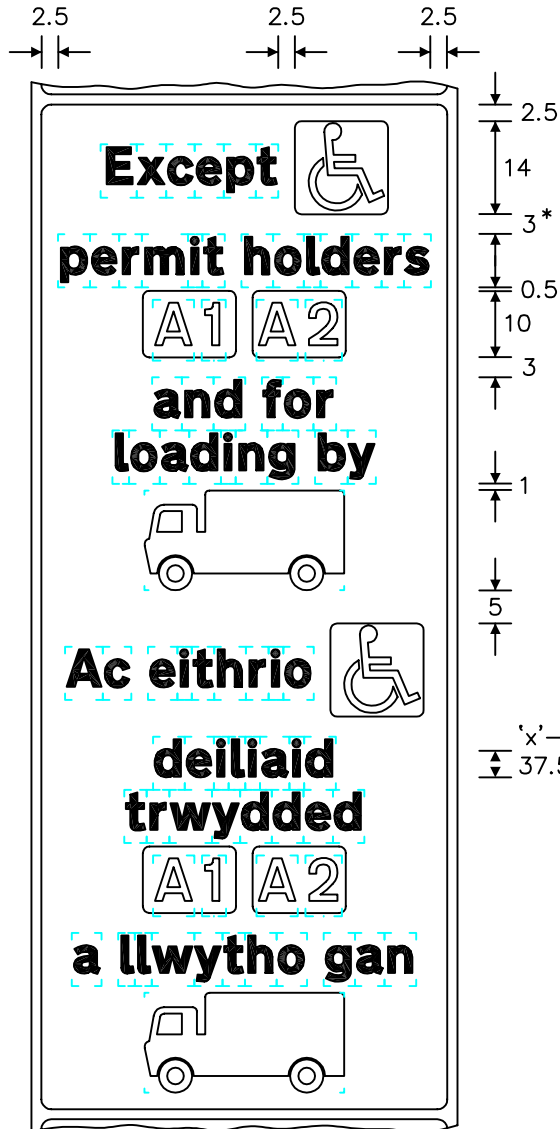 2.5 2.5 2.5
2.5
Except
14
3*
permit holders
0.5
A1 A2
10
3
and for
loading by
1
5
Ac eithrio
'x'–
37.5
deiliaid
trwydded
A1 A2
a llwytho gan